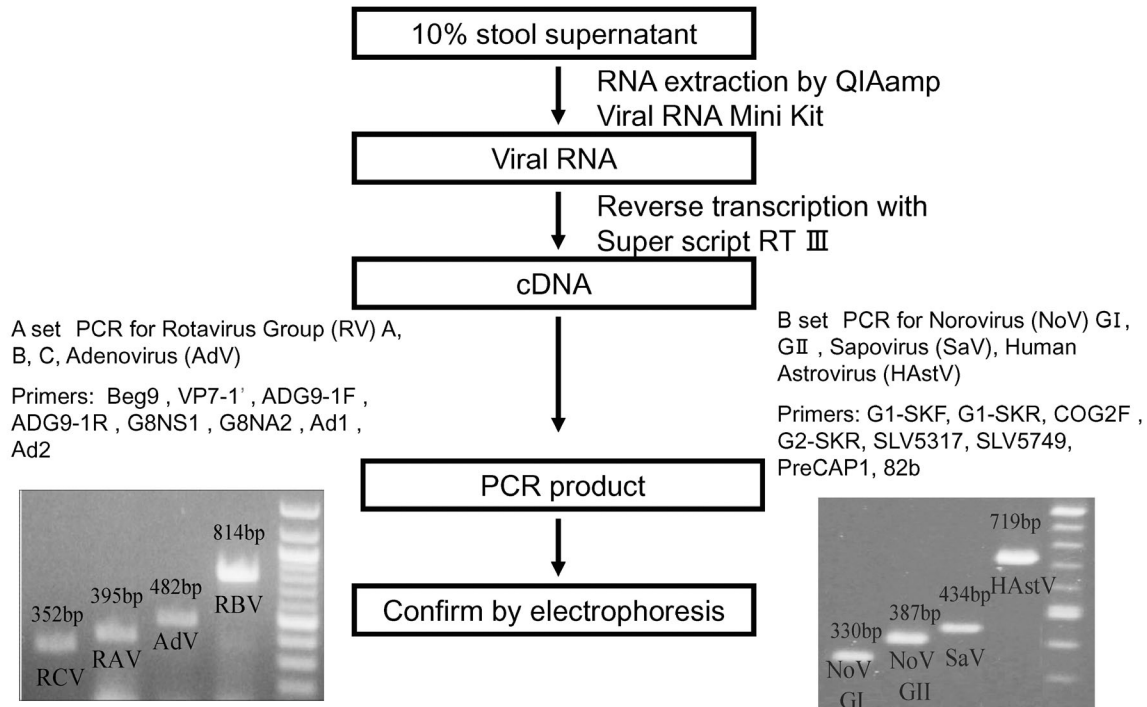 10% stool supernatant
RNA extraction by QIAamp
Viral RNA Mini Kit
Viral RNA
Reverse transcription with
Super script RT Ⅲ
cDNA
A set PCR for Rotavirus Group (RV) A,
B, C, Adenovirus (AdV)
Primers: Beg9 , VP7-1' , ADG9-1F ,
ADG9-1R , G8NS1 , G8NA2 , Ad1 ,
Ad2
B set PCR for Norovirus (NoV) GⅠ,
GⅡ , Sapovirus (SaV), Human
Astrovirus (HAstV)
Primers: G1-SKF, G1-SKR, COG2F ,
G2-SKR, SLV5317, SLV5749,
PreCAP1, 82b
PCR product
Confirm by electrophoresis
352bp
RCV
395bp
RAV
482bp
AdV
814bp
RBV
330bp
NoV
GI
387bp
NoV
GII
434bp
SaV
719bp
HAstV